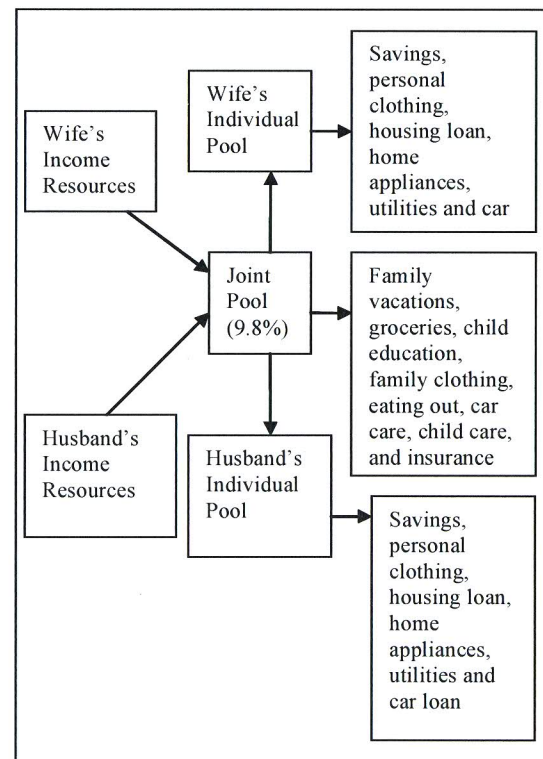 Wife's
Income
Resources
Wife's
Individual
Pool
Savings,
personal
clothing,
housing loan,
home
appliances,
utilities and car
Joint
Pool
(9.8%)
Family
vacations,
groceries, child
education,
family clothing,
eating out, car
care, child care,
and insurance
Husband's
Income
Resources
Husband's
Individual
Pool
Savings,
personal
clothing,
housing loan,
home
appliances,
utilities and
car loan